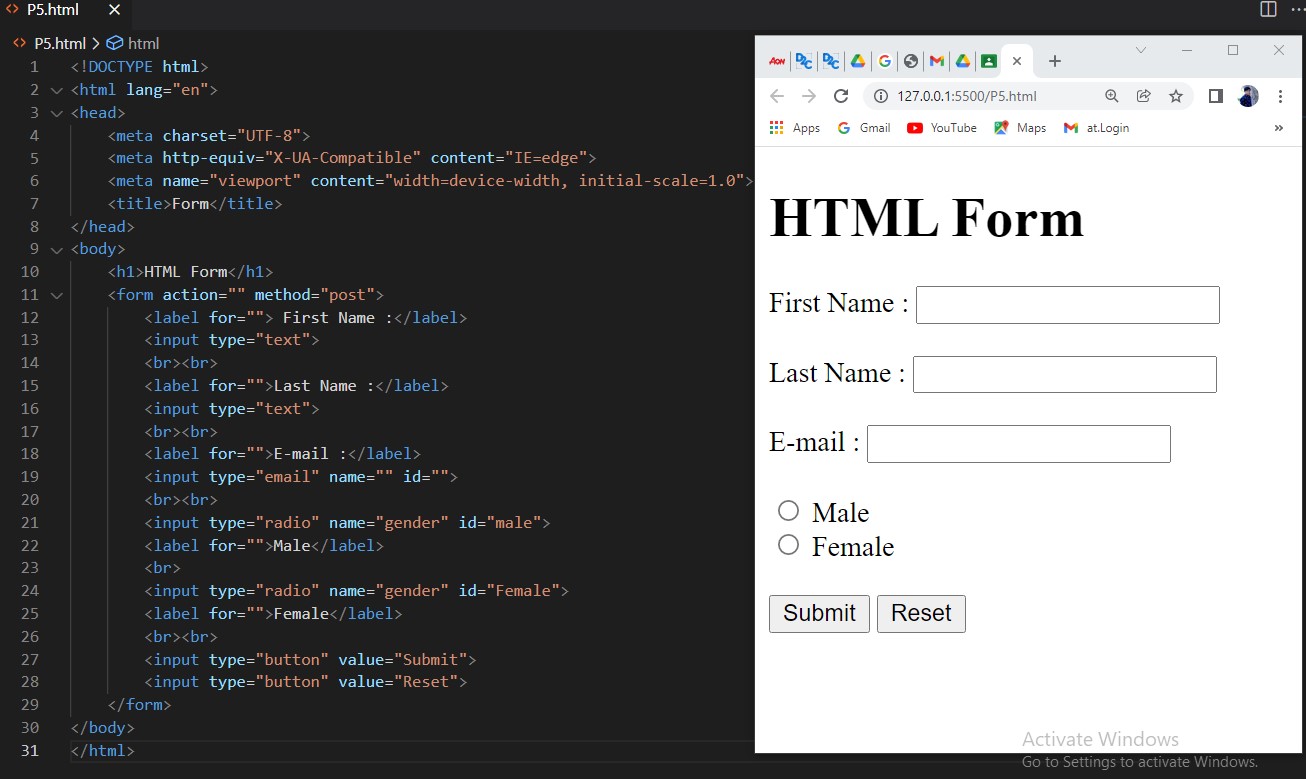 P5.html
P5.html > html
1 <!DOCTYPE html>
2 <html lang="en">
3 <head>
4 <meta charset="UTF-8">
5 <meta http-equiv="X-UA-Compatible" content="IE=edge">
6 <meta name="viewport" content="width=device-width, initial-scale=1.0">
7 <title>Form</title>
8 </head>
9 <body>
10 <h1>HTML Form</h1>
11 <form action="" method="post">
12 <label for=""> First Name :</label>
13 <input type="text">
14 <br><br>
15 <label for="">Last Name :</label>
16 <input type="text">
17 <br><br>
18 <label for="">E-mail :</label>
19 <input type="email" name="" id="">
20 <br><br>
21 <input type="radio" name="gender" id="male">
22 <label for="">Male</label>
23 <br>
24 <input type="radio" name="gender" id="Female">
25 <label for="">Female</label>
26 <br><br>
27 <input type="button" value="Submit">
28 <input type="button" value="Reset">
29 </form>
30 </body>
31 </html>
AON
127.0.0.1:5500/P5.html
Apps Gmail YouTube Maps at.Login »
HTML Form
First Name :
Last Name :
E-mail :
Male
Female
Submit Reset
Activate Windows
Go to Settings to activate Windows.